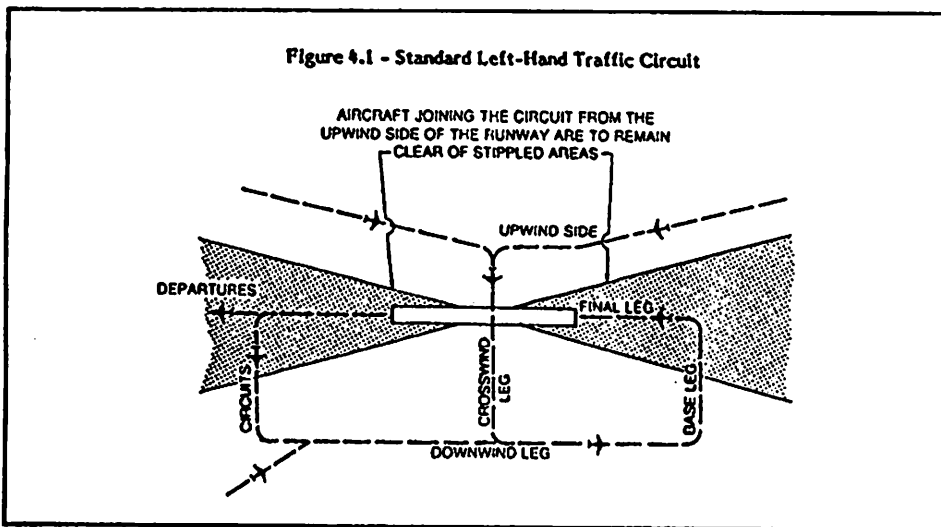 Figure 4.1 - Standard Left-Hand Traffic Circuit
AIRCRAFT JOINING THE CIRCUIT FROM THE
UPWIND SIDE OF THE RUNWAY ARE TO REMAIN
CLEAR OF STIPPLED AREAS
UPWIND SIDE
DEPARTURES
FINAL LEG
CIRCUITS
CROSSWIND
LEG
BASE LEG
DOWNWIND LEG